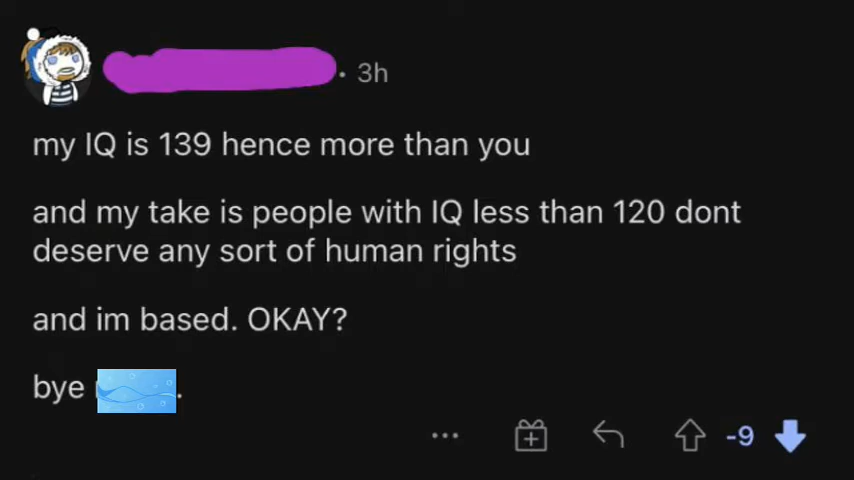 · 3h
my IQ is 139 hence more than you
and my take is people with IQ less than 120 dont
deserve any sort of human rights
and im based. OKAY?
bye .
-9